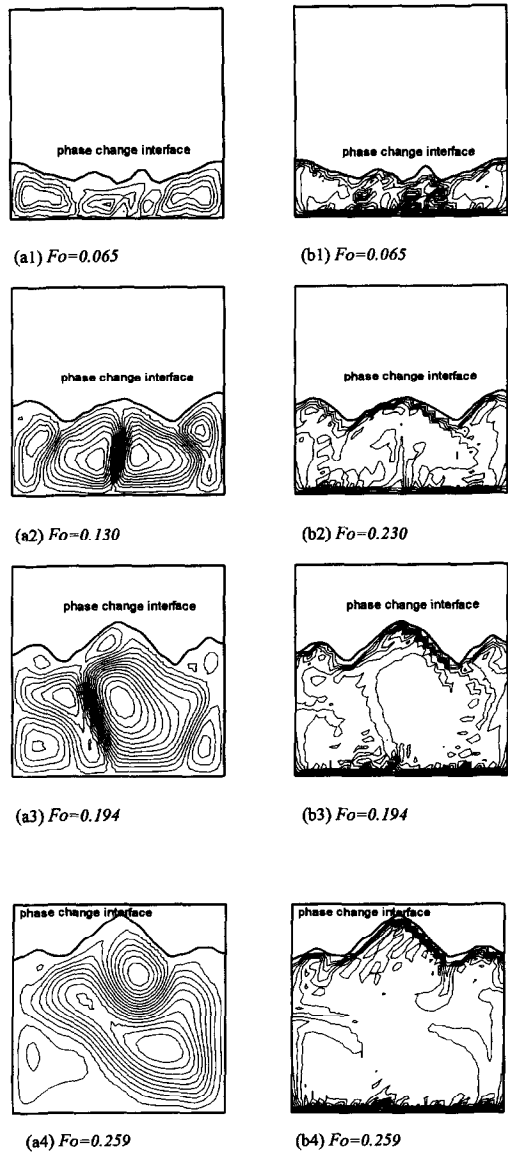 phase change interface
phase change interface
(a1) Fo=0.065
(b1) Fo=0.065
phase change interface
phase change interface
(a2) Fo=0.130
(b2) Fo=0.230
phase change interface
phase change interface
(a3) Fo=0.194
(b3) Fo=0.194
phase change interface
phase change interface
(a4) Fo=0.259
(b4) Fo=0.259